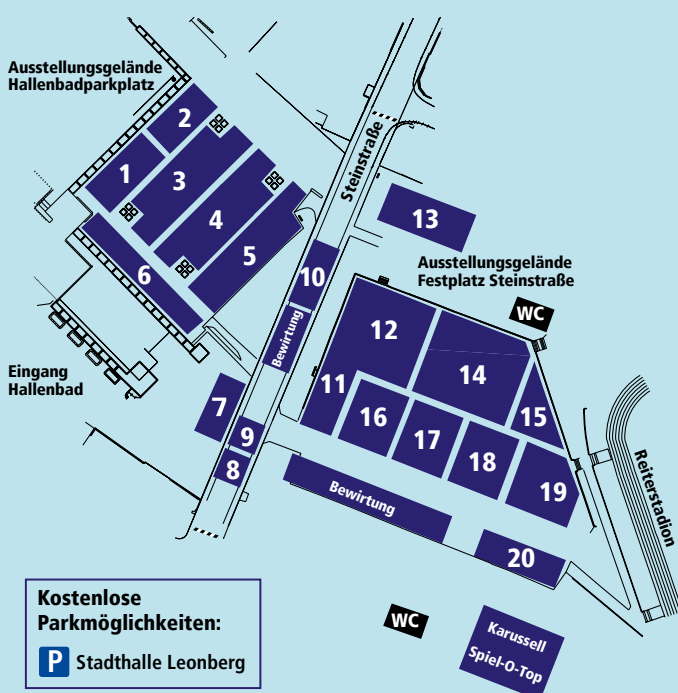 Ausstellungsgelände
Hallenbadparkplatz
2
1
3
4
5
6
Steinstraße
13
10
Ausstellungsgelände
Festplatz Steinstraße
WC
Bewirtung
12
11
14
15
Eingang
Hallenbad
7
9
8
16
17
18
19
Reiterstadion
Bewirtung
20
Kostenlose
Parkmöglichkeiten:
P Stadthalle Leonberg
WC
Karussell
Spiel-O-Top